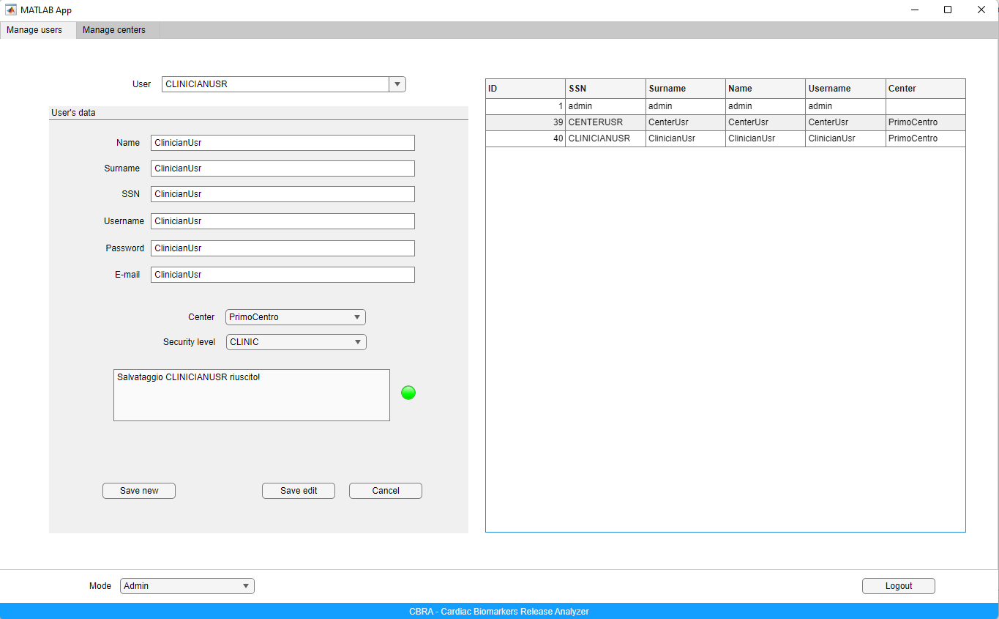 MATLAB App
Manage users Manage centers
User CLINICIANUSR
User's data
Name ClinicianUsr
Surname ClinicianUsr
SSN ClinicianUsr
Username ClinicianUsr
Password ClinicianUsr
E-mail ClinicianUsr
Center PrimoCentro
Security level CLINIC
Salvataggio CLINICIANUSR riuscito!
Save new Save edit Cancel
ID SSN Surname Name Username Center
1 admin admin admin admin
39 CENTERUSR CenterUsr CenterUsr CenterUsr PrimoCentro
40 CLINICIANUSR ClinicianUsr ClinicianUsr ClinicianUsr PrimoCentro
Mode Admin Logout
CBRA - Cardiac Biomarkers Release Analyzer